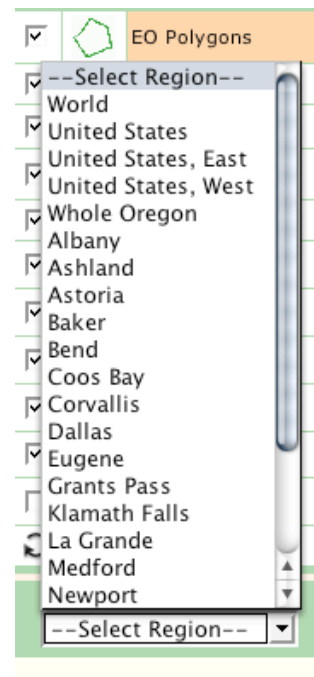 EO Polygons
--Select Region--
World
United States
United States, East
United States, West
Whole Oregon
Albany
Ashland
Astoria
Baker
Bend
Coos Bay
Corvallis
Dallas
Eugene
Grants Pass
Klamath Falls
La Grande
Medford
Newport
--Select Region--